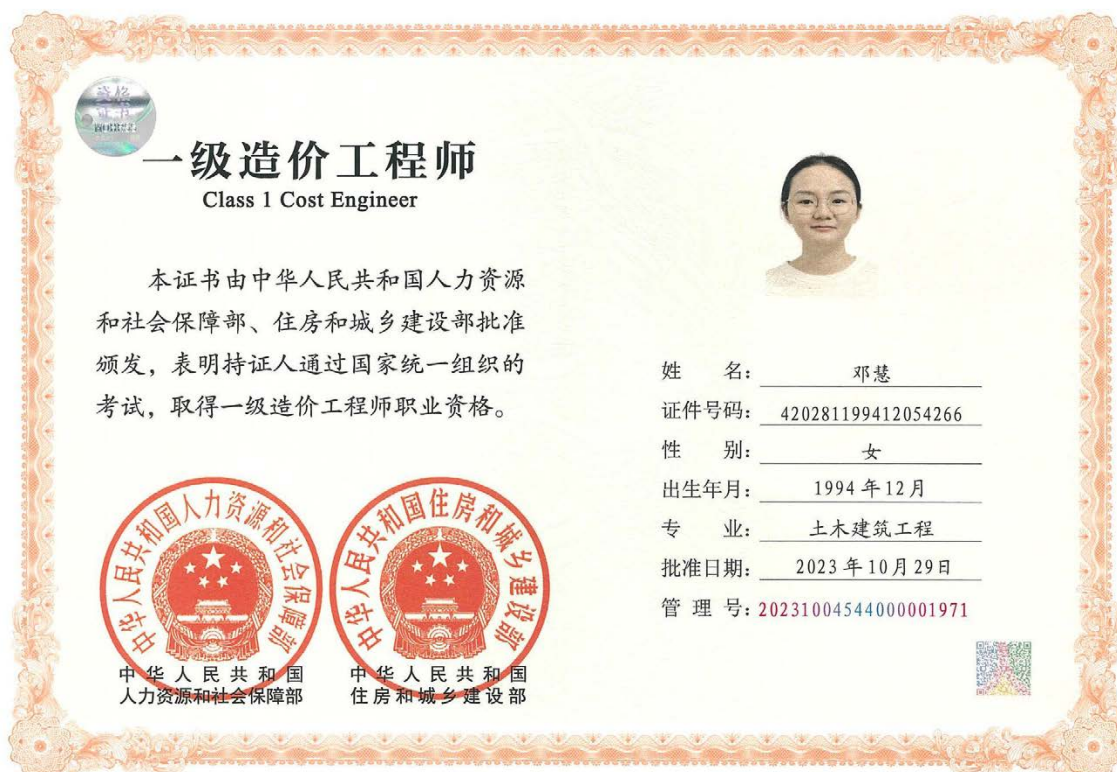 资格
证书
一级造价工程师
Class 1 Cost Engineer
本证书由中华人民共和国人力资源
和社会保障部、住房和城乡建设部批准
颁发，表明持证人通过国家统一组织的
考试，取得一级造价工程师职业资格。
中华人民共和国人力资源和社会保障部
中华人民共和国住房和城乡建设部
中华人民共和国
人力资源和社会保障部
中华人民共和国
住房和城乡建设部
姓 名：邓慧
证件号码：420281199412054266
性 别：女
出生年月：1994年12月
专 业：土木建筑工程
批准日期：2023年10月29日
管 理 号：20231004544000001971